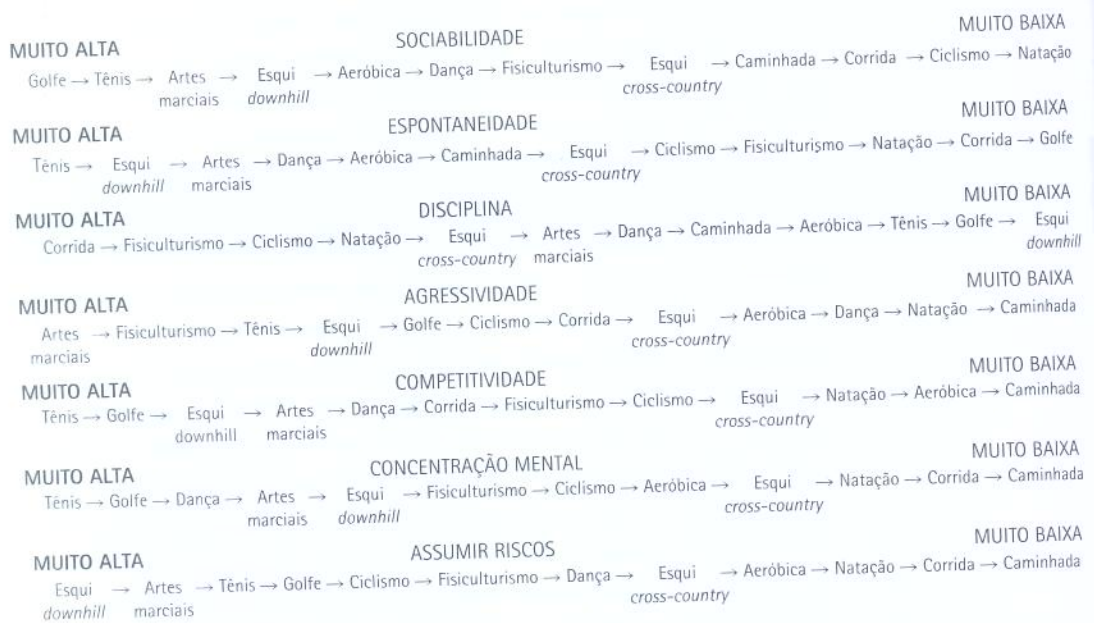 MUITO ALTA SOCIABILIDADE MUITO BAIXA
Golfe → Tênis → Artes marciais → Esqui downhill → Aeróbica → Dança → Fisiculturismo → Esqui cross-country → Caminhada → Corrida → Ciclismo → Natação
MUITO ALTA ESPONTANEIDADE MUITO BAIXA
Tênis → Esqui downhill → Artes marciais → Dança → Aeróbica → Caminhada → Esqui cross-country → Ciclismo → Fisiculturismo → Natação → Corrida → Golfe
MUITO ALTA DISCIPLINA MUITO BAIXA
Corrida → Fisiculturismo → Ciclismo → Natação → Esqui cross-country → Artes marciais → Dança → Caminhada → Aeróbica → Tênis → Golfe → Esqui downhill
MUITO ALTA AGRESSIVIDADE MUITO BAIXA
Artes marciais → Fisiculturismo → Tênis → Esqui downhill → Golfe → Ciclismo → Corrida → Esqui cross-country → Aeróbica → Dança → Natação → Caminhada
MUITO ALTA COMPETITIVIDADE MUITO BAIXA
Tênis → Golfe → Esqui downhill → Artes marciais → Dança → Corrida → Fisiculturismo → Ciclismo → Esqui cross-country → Natação → Aeróbica → Caminhada
MUITO ALTA CONCENTRAÇÃO MENTAL MUITO BAIXA
Tênis → Golfe → Dança → Artes marciais → Esqui downhill → Fisiculturismo → Ciclismo → Aeróbica → Esqui cross-country → Natação → Corrida → Caminhada
MUITO ALTA ASSUMIR RISCOS MUITO BAIXA
Esqui downhill → Artes marciais → Tênis → Golfe → Ciclismo → Fisiculturismo → Dança → Esqui cross-country → Aeróbica → Natação → Corrida → Caminhada